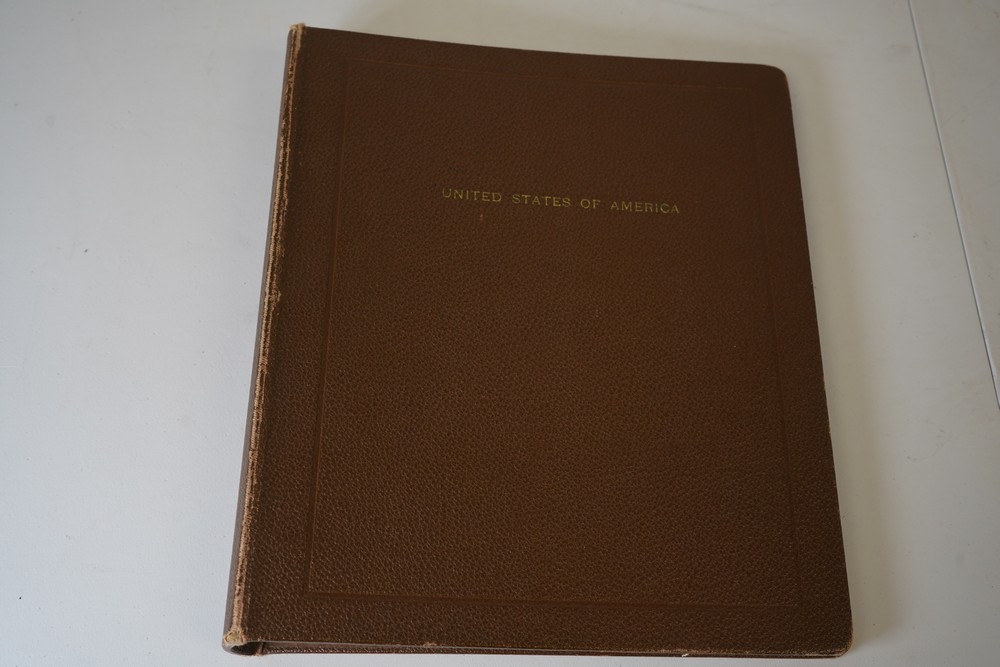 UNITED STATES OF AMERICA